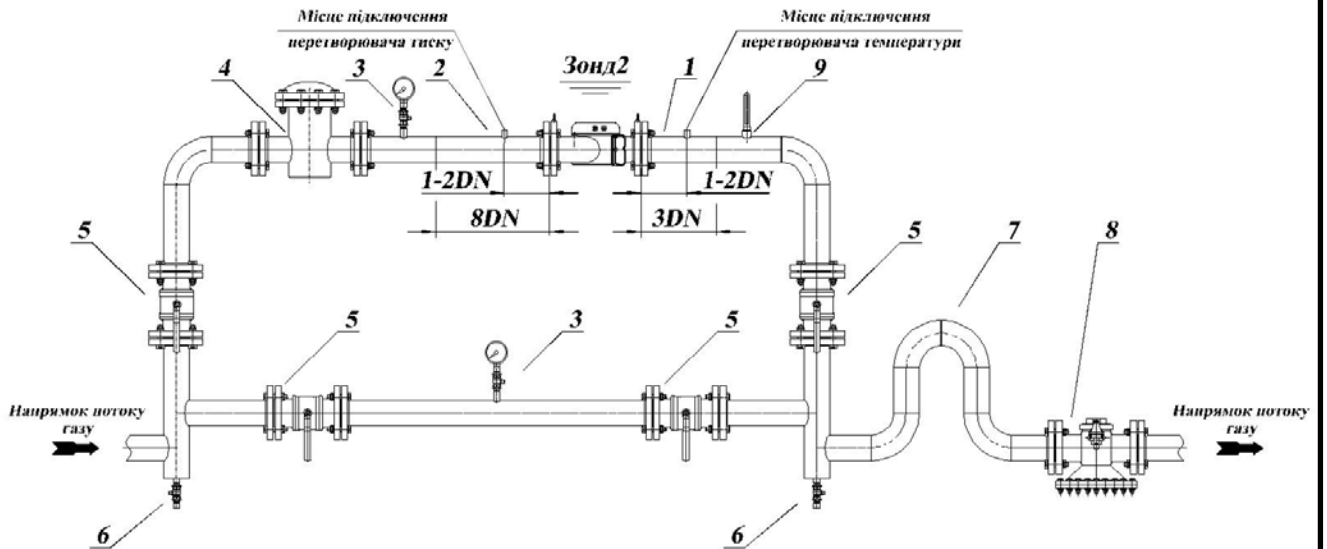 Місце підключення
перетворювача тиску
Місце підключення
перетворювача температури
4
3
2
Зонд2
1
9
1-2DN
1-2DN
8DN
3DN
5
5
7
8
5
3
5
Напрямок потоку
газу
Напрямок потоку
газу
6
6